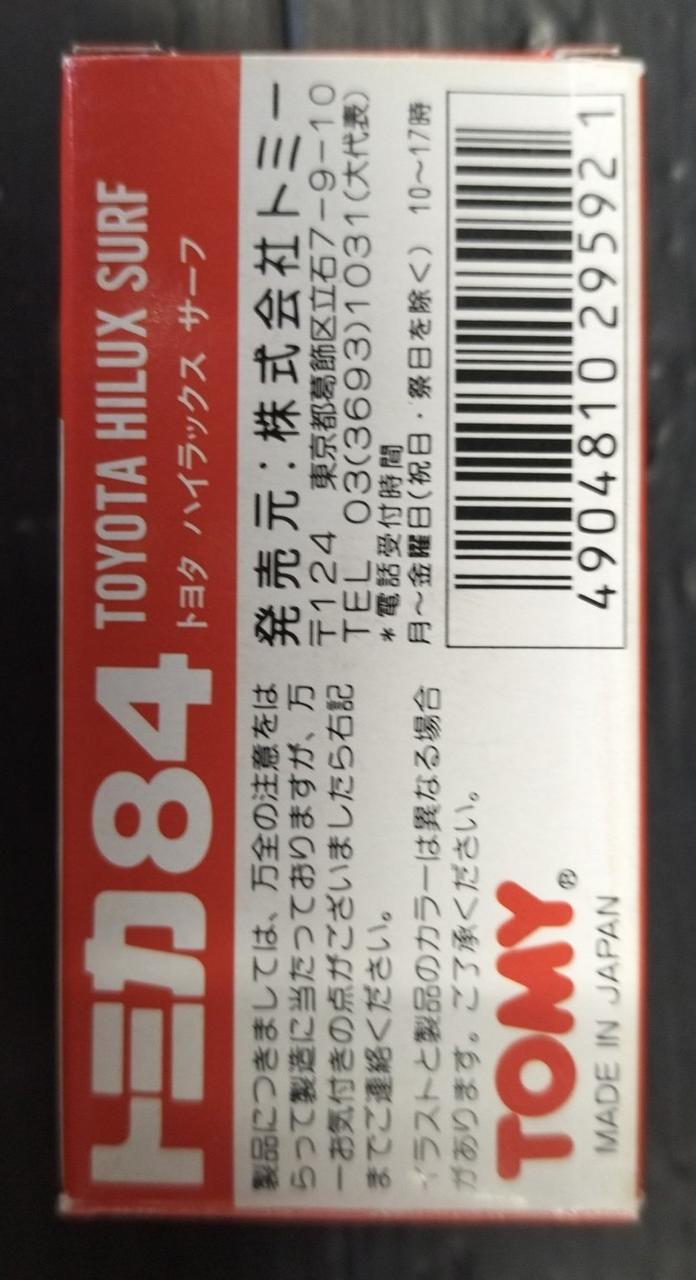 トミカ84 TOYOTA HILUX SURF
トヨタ ハイラックス サーフ
製品につきましては、万全の注意をは
らって製造に当たっておりますが、万
一お気付きの点がございましたら右記
までご連絡ください。
イラストと製品のカラーは異なる場合
があります。ご了承ください。
TOMY®
MADE IN JAPAN
発売元：株式会社トミー
〒124 東京都葛飾区立石7-9-10
TEL 03(3693)1031(大代表)
*電話受付時間
月～金曜日(祝日・祭日を除く) 10～17時
4904810 295921